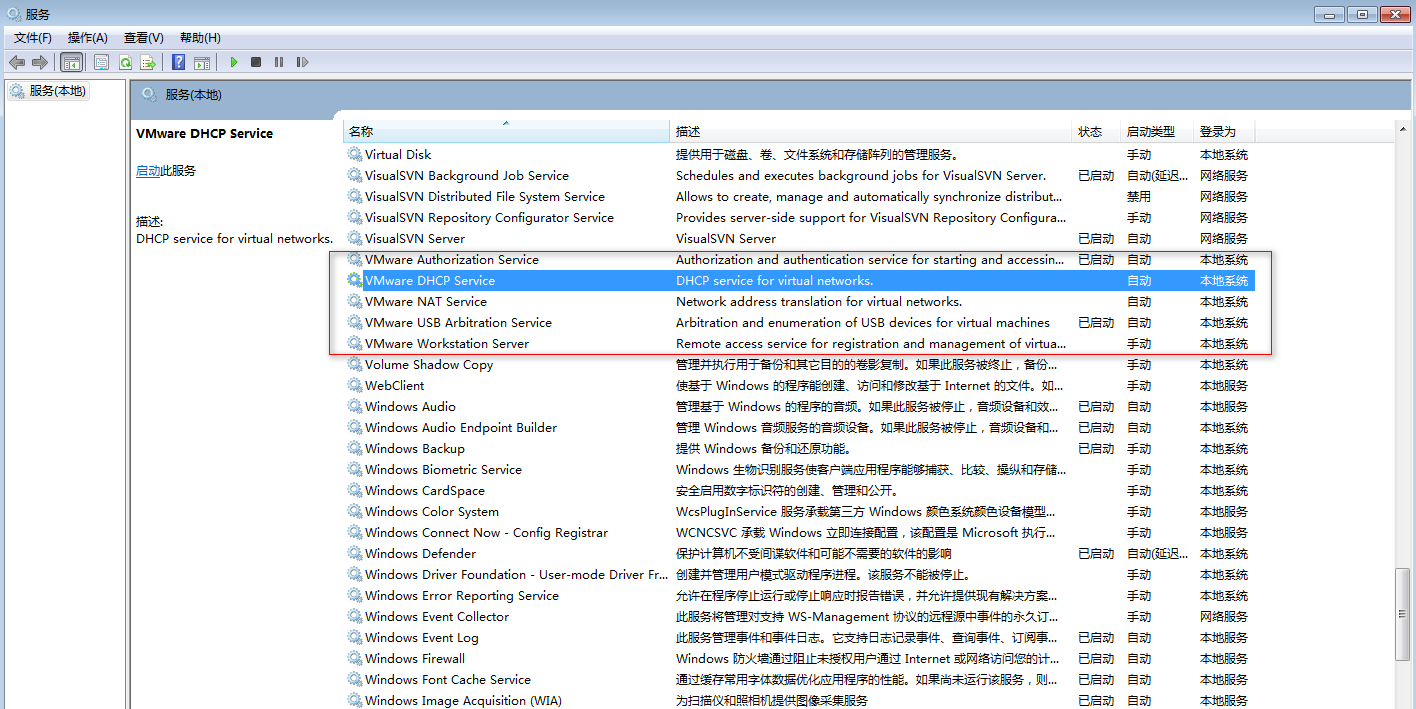 服务
文件(F) 操作(A) 查看(V) 帮助(H)
服务(本地)
服务(本地)
VMware DHCP Service
启动此服务
描述:
DHCP service for virtual networks.
名称 描述 状态 启动类型 登录为
Virtual Disk 提供用于磁盘、卷、文件系统和存储阵列的管理服务。 手动 本地系统
VisualSVN Background Job Service Schedules and executes background jobs for VisualSVN Server. 已启动 自动(延迟... 网络服务
VisualSVN Distributed File System Service Allows to create, manage and automatically synchronize distribut... 禁用 网络服务
VisualSVN Repository Configurator Service Provides server-side support for VisualSVN Repository Configura... 手动 网络服务
VisualSVN Server VisualSVN Server 已启动 自动 网络服务
VMware Authorization Service Authorization and authentication service for starting and accessin... 已启动 自动 本地系统
VMware DHCP Service DHCP service for virtual networks. 自动 本地系统
VMware NAT Service Network address translation for virtual networks. 自动 本地系统
VMware USB Arbitration Service Arbitration and enumeration of USB devices for virtual machines 已启动 自动 本地系统
VMware Workstation Server Remote access service for registration and management of virtua... 自动 本地系统
Volume Shadow Copy 管理并执行用于备份和其它目的的卷影复制。如果此服务被终止，备份... 手动 本地系统
WebClient 使基于 Windows 的程序能创建、访问和修改基于 Internet 的文件。如... 手动 本地服务
Windows Audio 管理基于 Windows 的程序的音频。如果此服务被停止，音频设备和效... 已启动 自动 本地服务
Windows Audio Endpoint Builder 管理 Windows 音频服务的音频设备。如果此服务被停止，音频设备和... 已启动 自动 本地系统
Windows Backup 提供 Windows 备份和还原功能。 已启动 手动 本地系统
Windows Biometric Service Windows 生物识别服务使客户端应用程序能够捕获、比较、操纵和存储... 手动 本地系统
Windows CardSpace 安全启用数字标识符的创建、管理和公开。 手动 本地系统
Windows Color System WcsPlugInService 服务承载第三方 Windows 颜色系统颜色设备模型... 手动 本地服务
Windows Connect Now - Config Registrar WCNCSVC 承载 Windows 立即连接配置，该配置是 Microsoft 执行... 手动 本地服务
Windows Defender 保护计算机不受间谍软件和可能不需要的软件的影响 已启动 自动(延迟... 本地系统
Windows Driver Foundation - User-mode Driver Fr... 创建并管理用户模式驱动程序进程。该服务不能被停止。 手动 本地系统
Windows Error Reporting Service 允许在程序停止运行或停止响应时报告错误，并允许提供现有解决方案... 手动 本地系统
Windows Event Collector 此服务将管理对支持 WS-Management 协议的远程源中事件的永久订... 手动 网络服务
Windows Event Log 此服务管理事件和事件日志。它支持日志记录事件、查询事件、订阅事... 已启动 自动 本地服务
Windows Firewall Windows 防火墙通过阻止未授权用户通过 Internet 或网络访问您的计... 已启动 自动 本地服务
Windows Font Cache Service 通过缓存常用字体数据优化应用程序的性能。如果尚未运行该服务，则... 已启动 自动 本地服务
Windows Image Acquisition (WIA) 为扫描仪和照相机提供图像采集服务 已启动 自动 本地服务